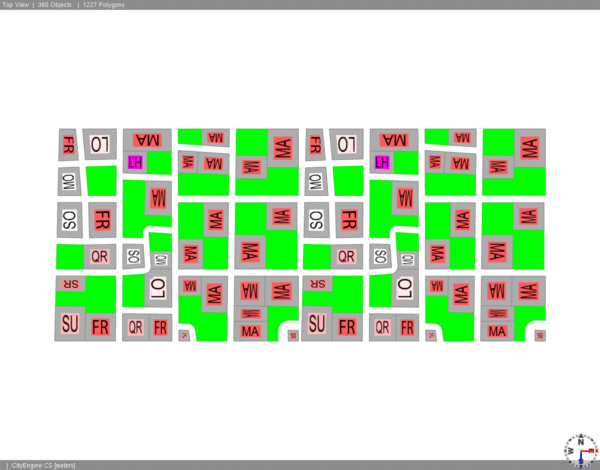 Top View | 360 Objects | 1227 Polygons
FR LO MA MA MA FR LO MA MA MA
LH MA MA MA LH MA MA MA
OW MA OW MA
SO FR MA MA SO FR MA MA
QR SO OW MA MA QR SO OW MA MA
SR LO MA MA MA MA SR LO MA MA MA MA
SU FR QR FR MA MA SU FR QR FR MA MA
N
W
CityEngine CS [meters]